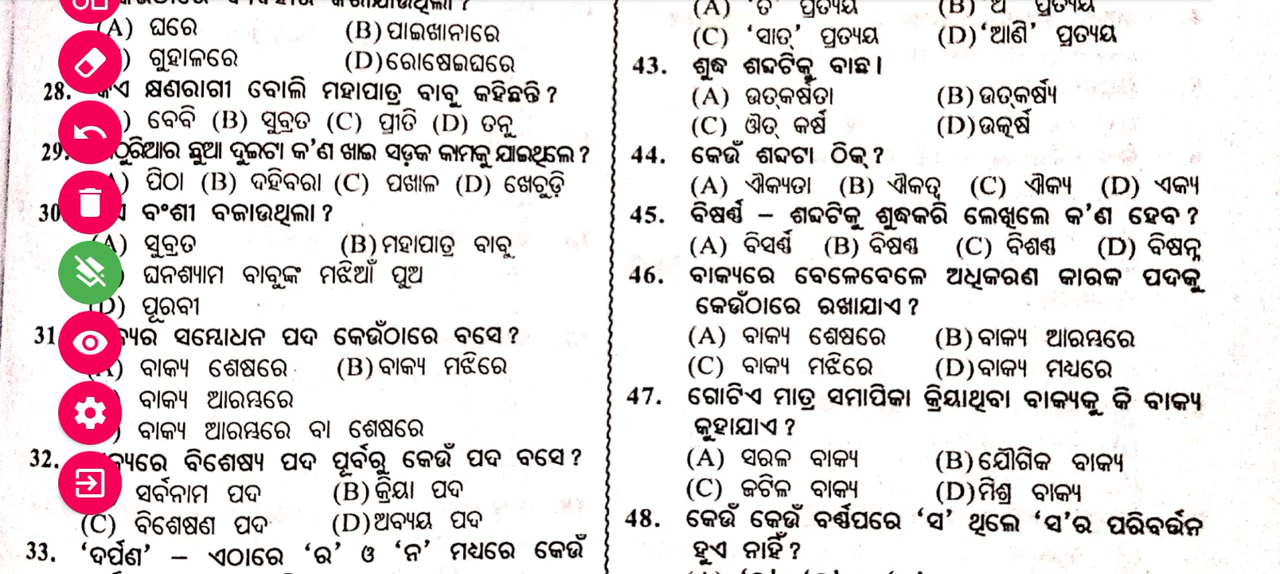 (A) ଘରେ (B) ପାଇଖାନାରେ
) ଗୁହାଳରେ (D) ରୋଷେଇଘରେ
28. ଏ କ୍ଷଣରାଗୀ ବୋଲି ମହାପାତ୍ର ବାବୁ କହିଛନ୍ତି ?
) ବେବି (B) ସୁବ୍ରତ (C) ପ୍ରୀତି (D) ତନୁ
29. ଛୁଆ ଦୁଇଟା କ'ଣ ଖାଇ ସଡ଼କ କାମକୁ ଯାଇଥିଲେ ?
) ପିଠା (B) ଦହିବରା (C) ପଖାଳ (D) ଖେଚୁଡ଼ି
30 ବଂଶୀ ବଜାଉଥିଲା ?
(A) ସୁବ୍ରତ (B) ମହାପାତ୍ର ବାବୁ
) ଘନଶ୍ୟାମ ବାବୁଙ୍କ ମଝିଆଁ ପୁଅ
(D) ପୂରବୀ
31 ସମ୍ବୋଧନ ପଦ କେଉଁଠାରେ ବସେ ?
(A) ବାକ୍ୟ ଶେଷରେ (B) ବାକ୍ୟ ମଝିରେ
) ବାକ୍ୟ ଆରମ୍ଭରେ
) ବାକ୍ୟ ଆରମ୍ଭରେ ବା ଶେଷରେ
32. ବିଶେଷ୍ୟ ପଦ ପୂର୍ବରୁ କେଉଁ ପଦ ବସେ ?
ସର୍ବନାମ ପଦ (B) କ୍ରିୟା ପଦ
(C) ବିଶେଷଣ ପଦ (D) ଅବ୍ୟୟ ପଦ
33. 'ଦର୍ପଣ' – ଏଠାରେ 'ର' ଓ 'ନ' ମଧ୍ୟରେ କେଉଁ
(A) 'ତ' ପ୍ରତ୍ୟୟ (B) 'ଅ' ପ୍ରତ୍ୟୟ
(C) 'ସାତ୍' ପ୍ରତ୍ୟୟ (D) 'ଆଣି' ପ୍ରତ୍ୟୟ
43. ଶୁଦ୍ଧ ଶବ୍ଦଟିକୁ ବାଛ।
(A) ଉତ୍‌କର୍ଷତା (B) ଉତ୍‌କର୍ଷ୍ୟ
(C) ଔତ୍ କର୍ଷ (D) ଉତ୍କର୍ଷ
44. କେଉଁ ଶବ୍ଦଟା ଠିକ୍ ?
(A) ଐକ୍ୟତା (B) ଐକତ୍ୱ (C) ଐକ୍ୟ (D) ଏକ୍ୟ
45. ବିଷର୍ଣ୍ଣ – ଶବ୍ଦଟିକୁ ଶୁଦ୍ଧକରି ଲେଖିଲେ କ'ଣ ହେବ ?
(A) ବିସର୍ଣ୍ଣ (B) ବିଷଣ୍ଣ (C) ବିଶଣ୍ଣ (D) ବିଷନ୍ନ
46. ବାକ୍ୟରେ ବେଳେବେଳେ ଅଧିକରଣ କାରକ ପଦକୁ
କେଉଁଠାରେ ରଖାଯାଏ ?
(A) ବାକ୍ୟ ଶେଷରେ (B) ବାକ୍ୟ ଆରମ୍ଭରେ
(C) ବାକ୍ୟ ମଝିରେ (D) ବାକ୍ୟ ମଧ୍ୟରେ
47. ଗୋଟିଏ ମାତ୍ର ସମାପିକା କ୍ରିୟାଥିବା ବାକ୍ୟକୁ କି ବାକ୍ୟ
କୁହାଯାଏ ?
(A) ସରଳ ବାକ୍ୟ (B) ଯୌଗିକ ବାକ୍ୟ
(C) ଜଟିଳ ବାକ୍ୟ (D) ମିଶ୍ର ବାକ୍ୟ
48. କେଉଁ କେଉଁ ବର୍ଣ୍ଣପରେ 'ସ' ଥିଲେ 'ସ'ର ପରିବର୍ତ୍ତନ
ହୁଏ ନାହିଁ ?